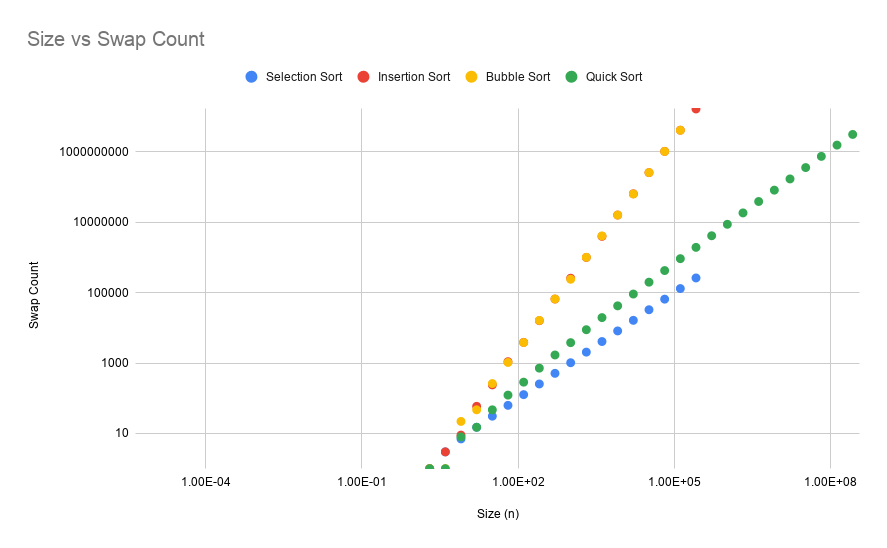 Size vs Swap Count
Selection Sort Insertion Sort Bubble Sort Quick Sort
1000000000
10000000
100000
1000
10
Swap Count
1.00E-04 1.00E-01 1.00E+02 1.00E+05 1.00E+08
Size (n)